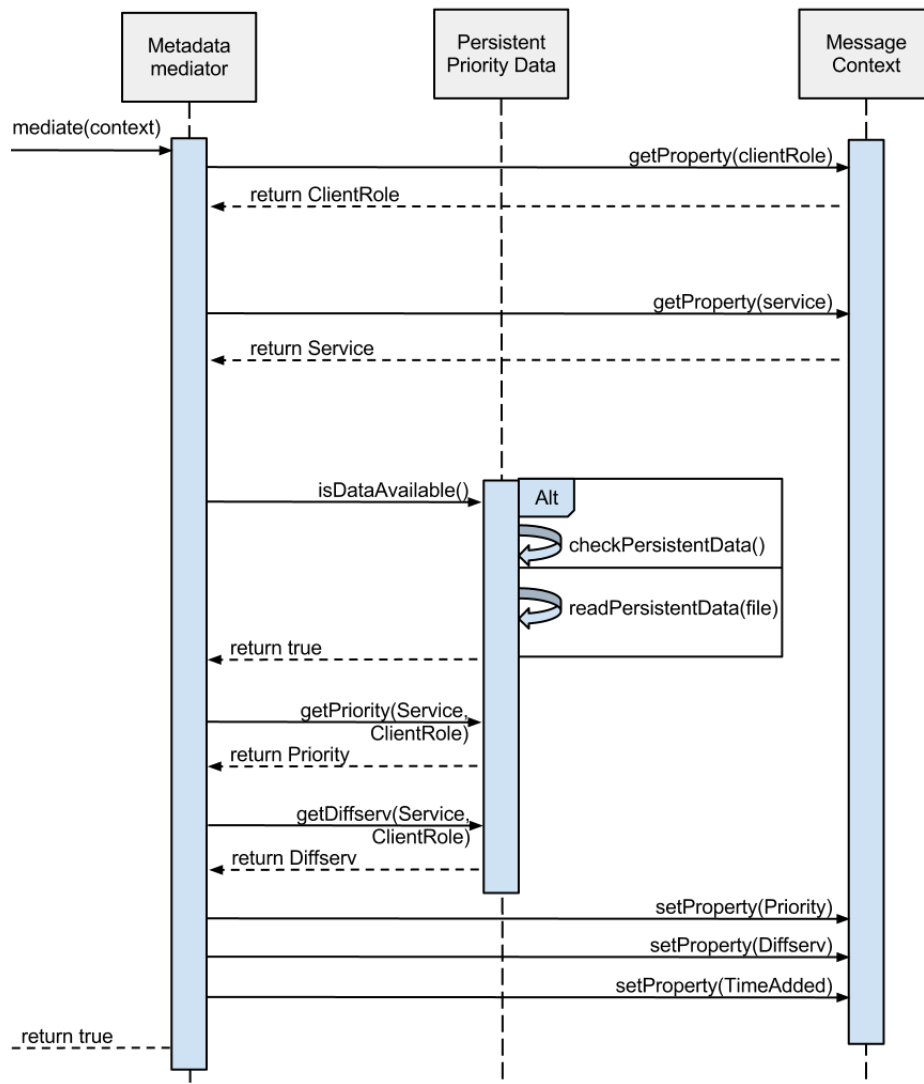 Metadata
mediator
Persistent
Priority Data
Message
Context
mediate(context)
getProperty(clientRole)
return ClientRole
getProperty(service)
return Service
isDataAvailable()
Alt
checkPersistentData()
readPersistentData(file)
return true
getPriority(Service,
ClientRole)
return Priority
getDiffserv(Service,
ClientRole)
return Diffserv
setProperty(Priority)
setProperty(Diffserv)
setProperty(TimeAdded)
return true